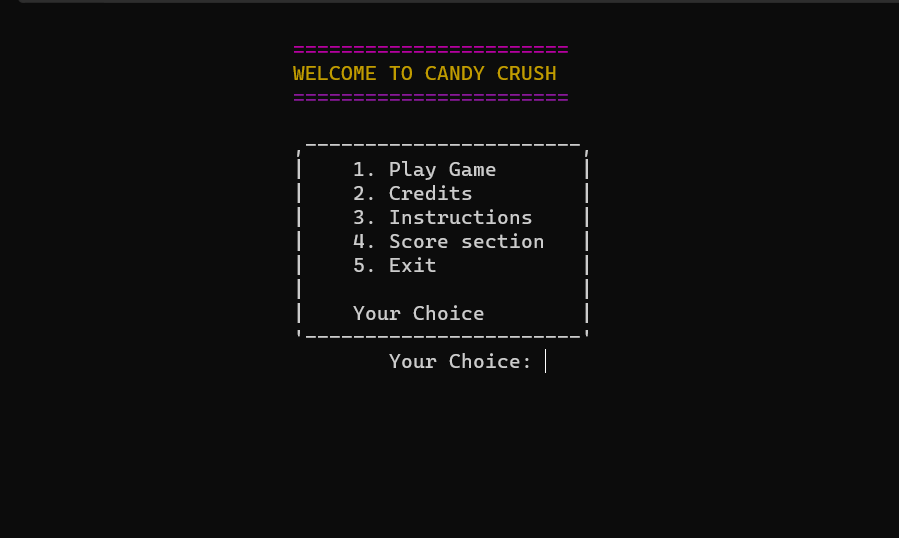 =======================
WELCOME TO CANDY CRUSH
=======================
,-----------------------,
|    1. Play Game       |
|    2. Credits         |
|    3. Instructions    |
|    4. Score section   |
|    5. Exit            |
|                       |
|    Your Choice        |
'-----------------------'
Your Choice: